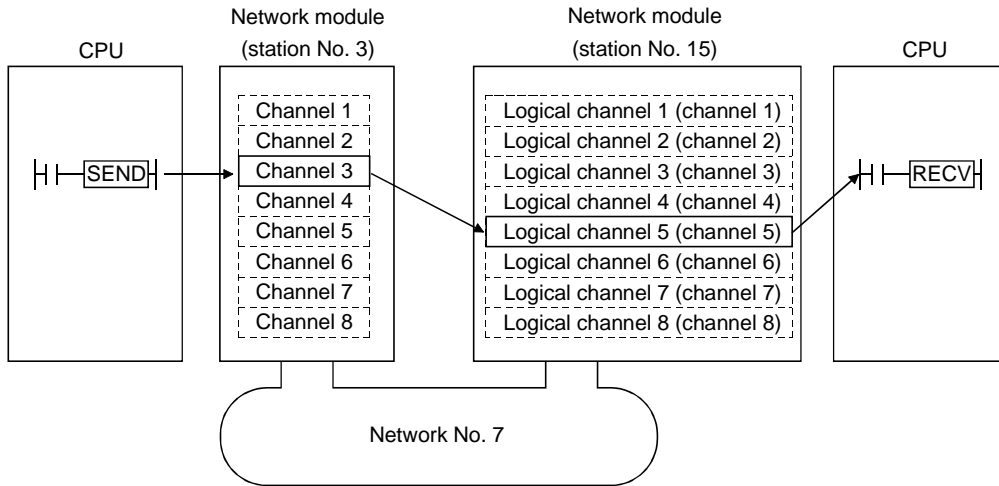 CPU
Network module
(station No. 3)
Network module
(station No. 15)
CPU
SEND
Channel 1
Channel 2
Channel 3
Channel 4
Channel 5
Channel 6
Channel 7
Channel 8
Logical channel 1 (channel 1)
Logical channel 2 (channel 2)
Logical channel 3 (channel 3)
Logical channel 4 (channel 4)
Logical channel 5 (channel 5)
Logical channel 6 (channel 6)
Logical channel 7 (channel 7)
Logical channel 8 (channel 8)
RECV
Network No. 7